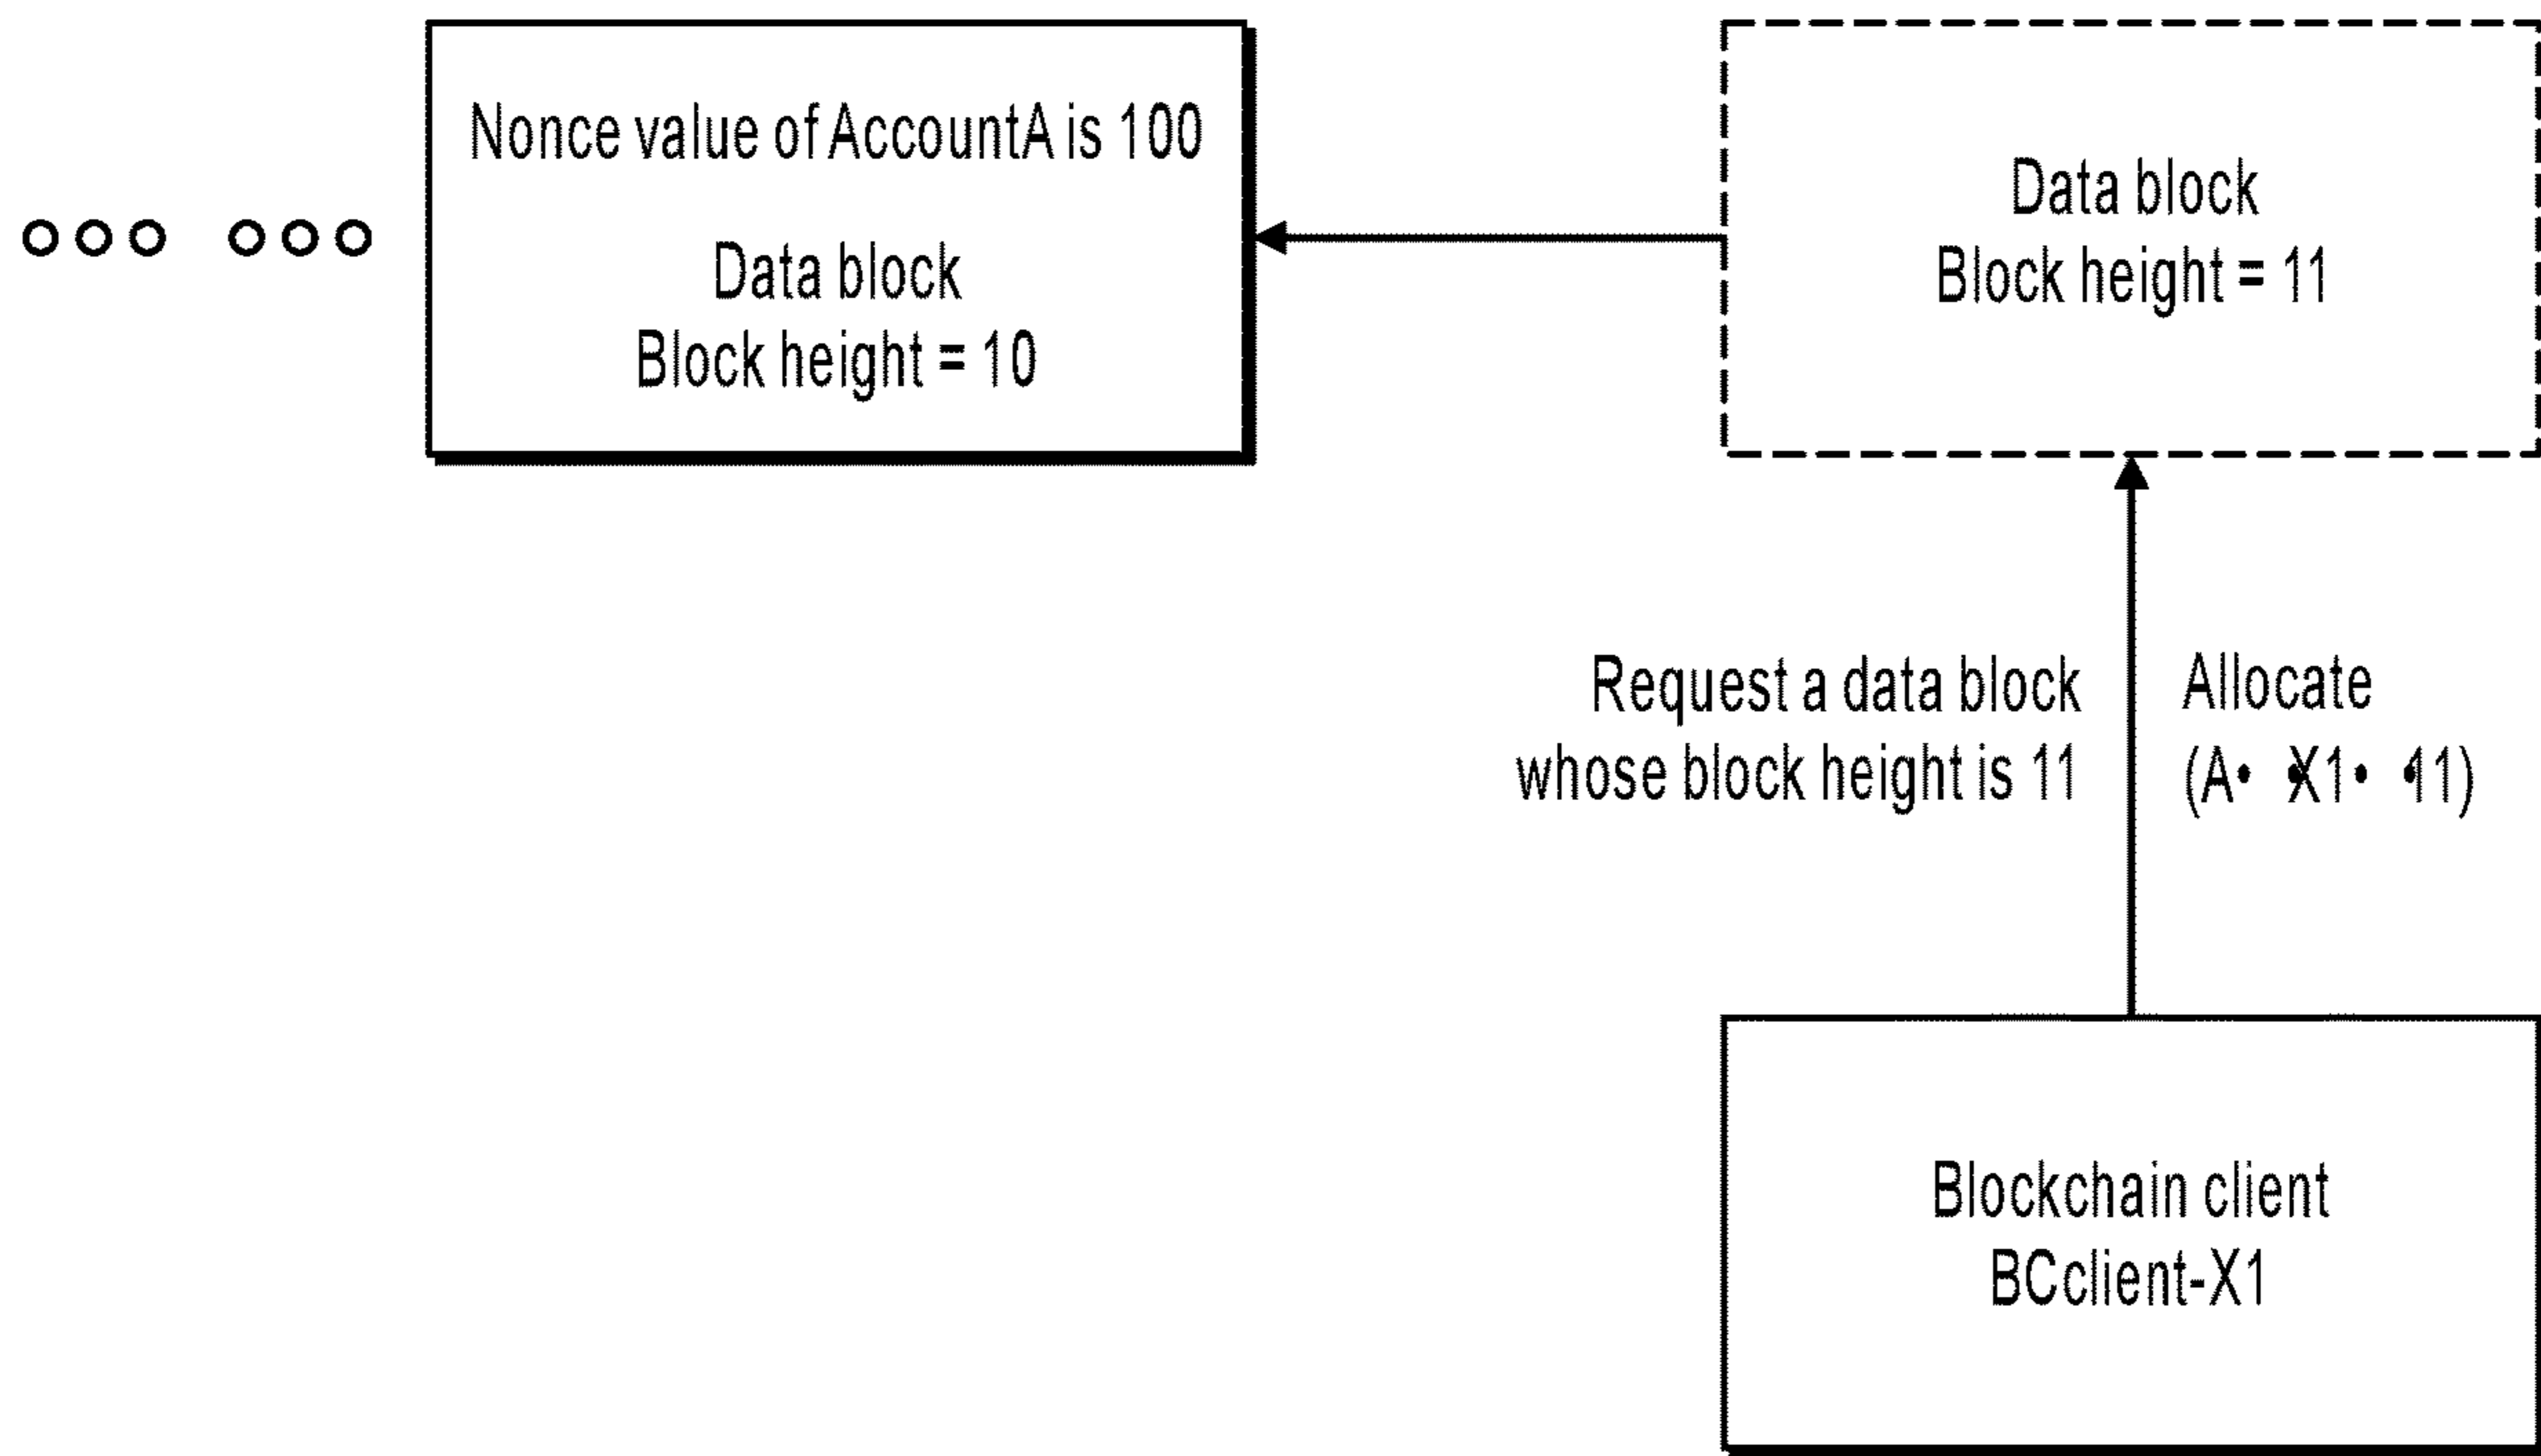 Nonce value of AccountA is 100
Data block
Block height = 10
Data block
Block height = 11
Request a data block
whose block height is 11
Allocate
(A• •X1• •11)
Blockchain client
BCclient-X1